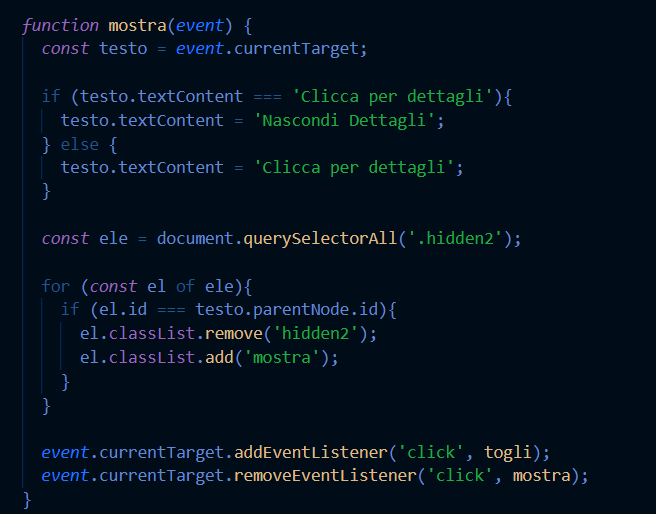 function mostra(event) {
const testo = event.currentTarget;
if (testo.textContent === 'Clicca per dettagli'){
testo.textContent = 'Nascondi Dettagli';
} else {
testo.textContent = 'Clicca per dettagli';
}
const ele = document.querySelectorAll('.hidden2');
for (const el of ele){
if (el.id === testo.parentNode.id){
el.classList.remove('hidden2');
el.classList.add('mostra');
}
}
event.currentTarget.addEventListener('click', togli);
event.currentTarget.removeEventListener('click', mostra);
}